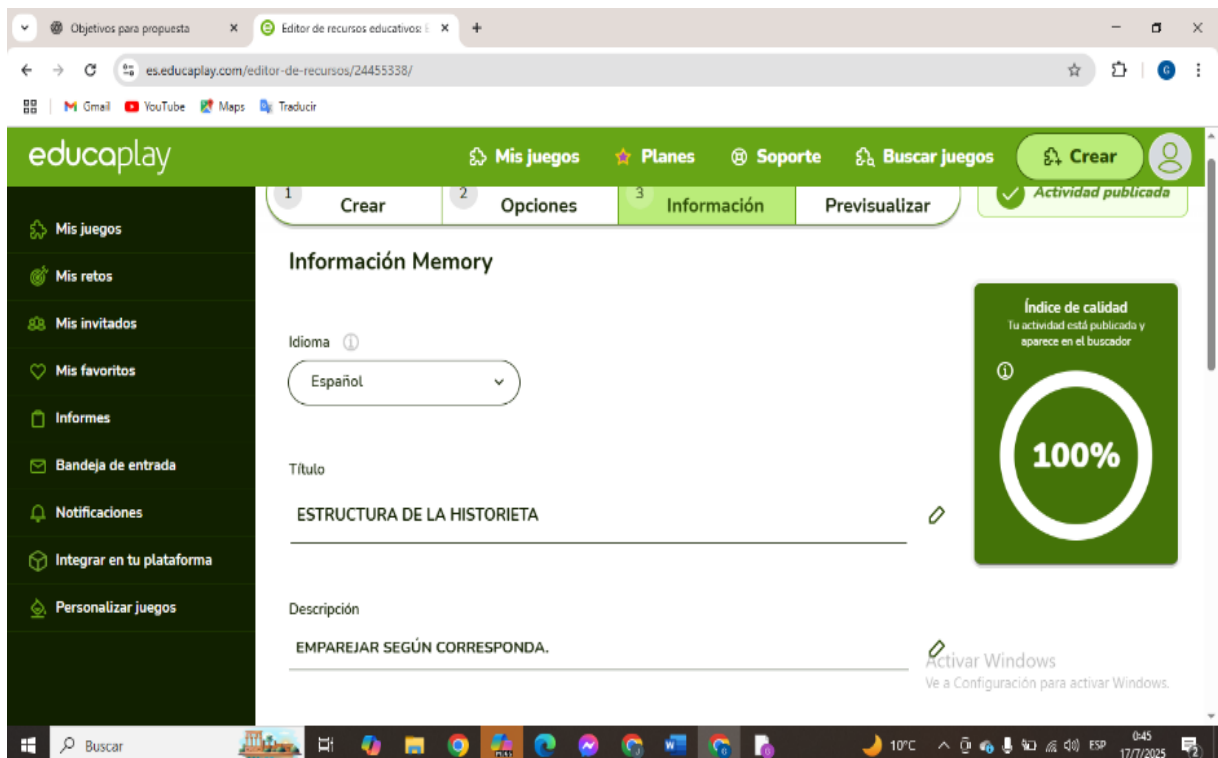 Objetivos para propuesta
Editor de recursos educativos: E
es.educaplay.com/editor-de-recursos/24455338/
G
Gmail
YouTube
Maps
Traducir
educaplay
Mis juegos
Planes
Soporte
Buscar juegos
Crear
1 Crear
2 Opciones
3 Información
Previsualizar
Actividad publicada
Mis juegos
Mis retos
Mis invitados
Mis favoritos
Informes
Bandeja de entrada
Notificaciones
Integrar en tu plataforma
Personalizar juegos
Información Memory
Idioma
Español
Título
ESTRUCTURA DE LA HISTORIETA
Descripción
EMPAREJAR SEGÚN CORRESPONDA.
Índice de calidad
Tu actividad está publicada y
aparece en el buscador
100%
Activar Windows
Ve a Configuración para activar Windows.
Buscar
10°C
ESP
0:45
17/7/2025
2